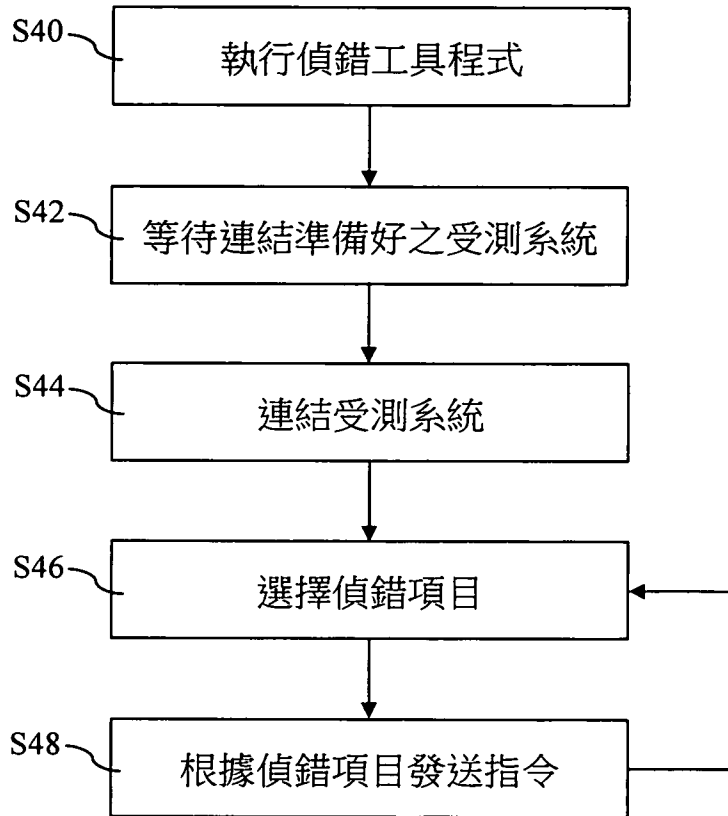 S40
執行偵錯工具程式
S42
等待連結準備好之受測系統
S44
連結受測系統
S46
選擇偵錯項目
S48
根據偵錯項目發送指令